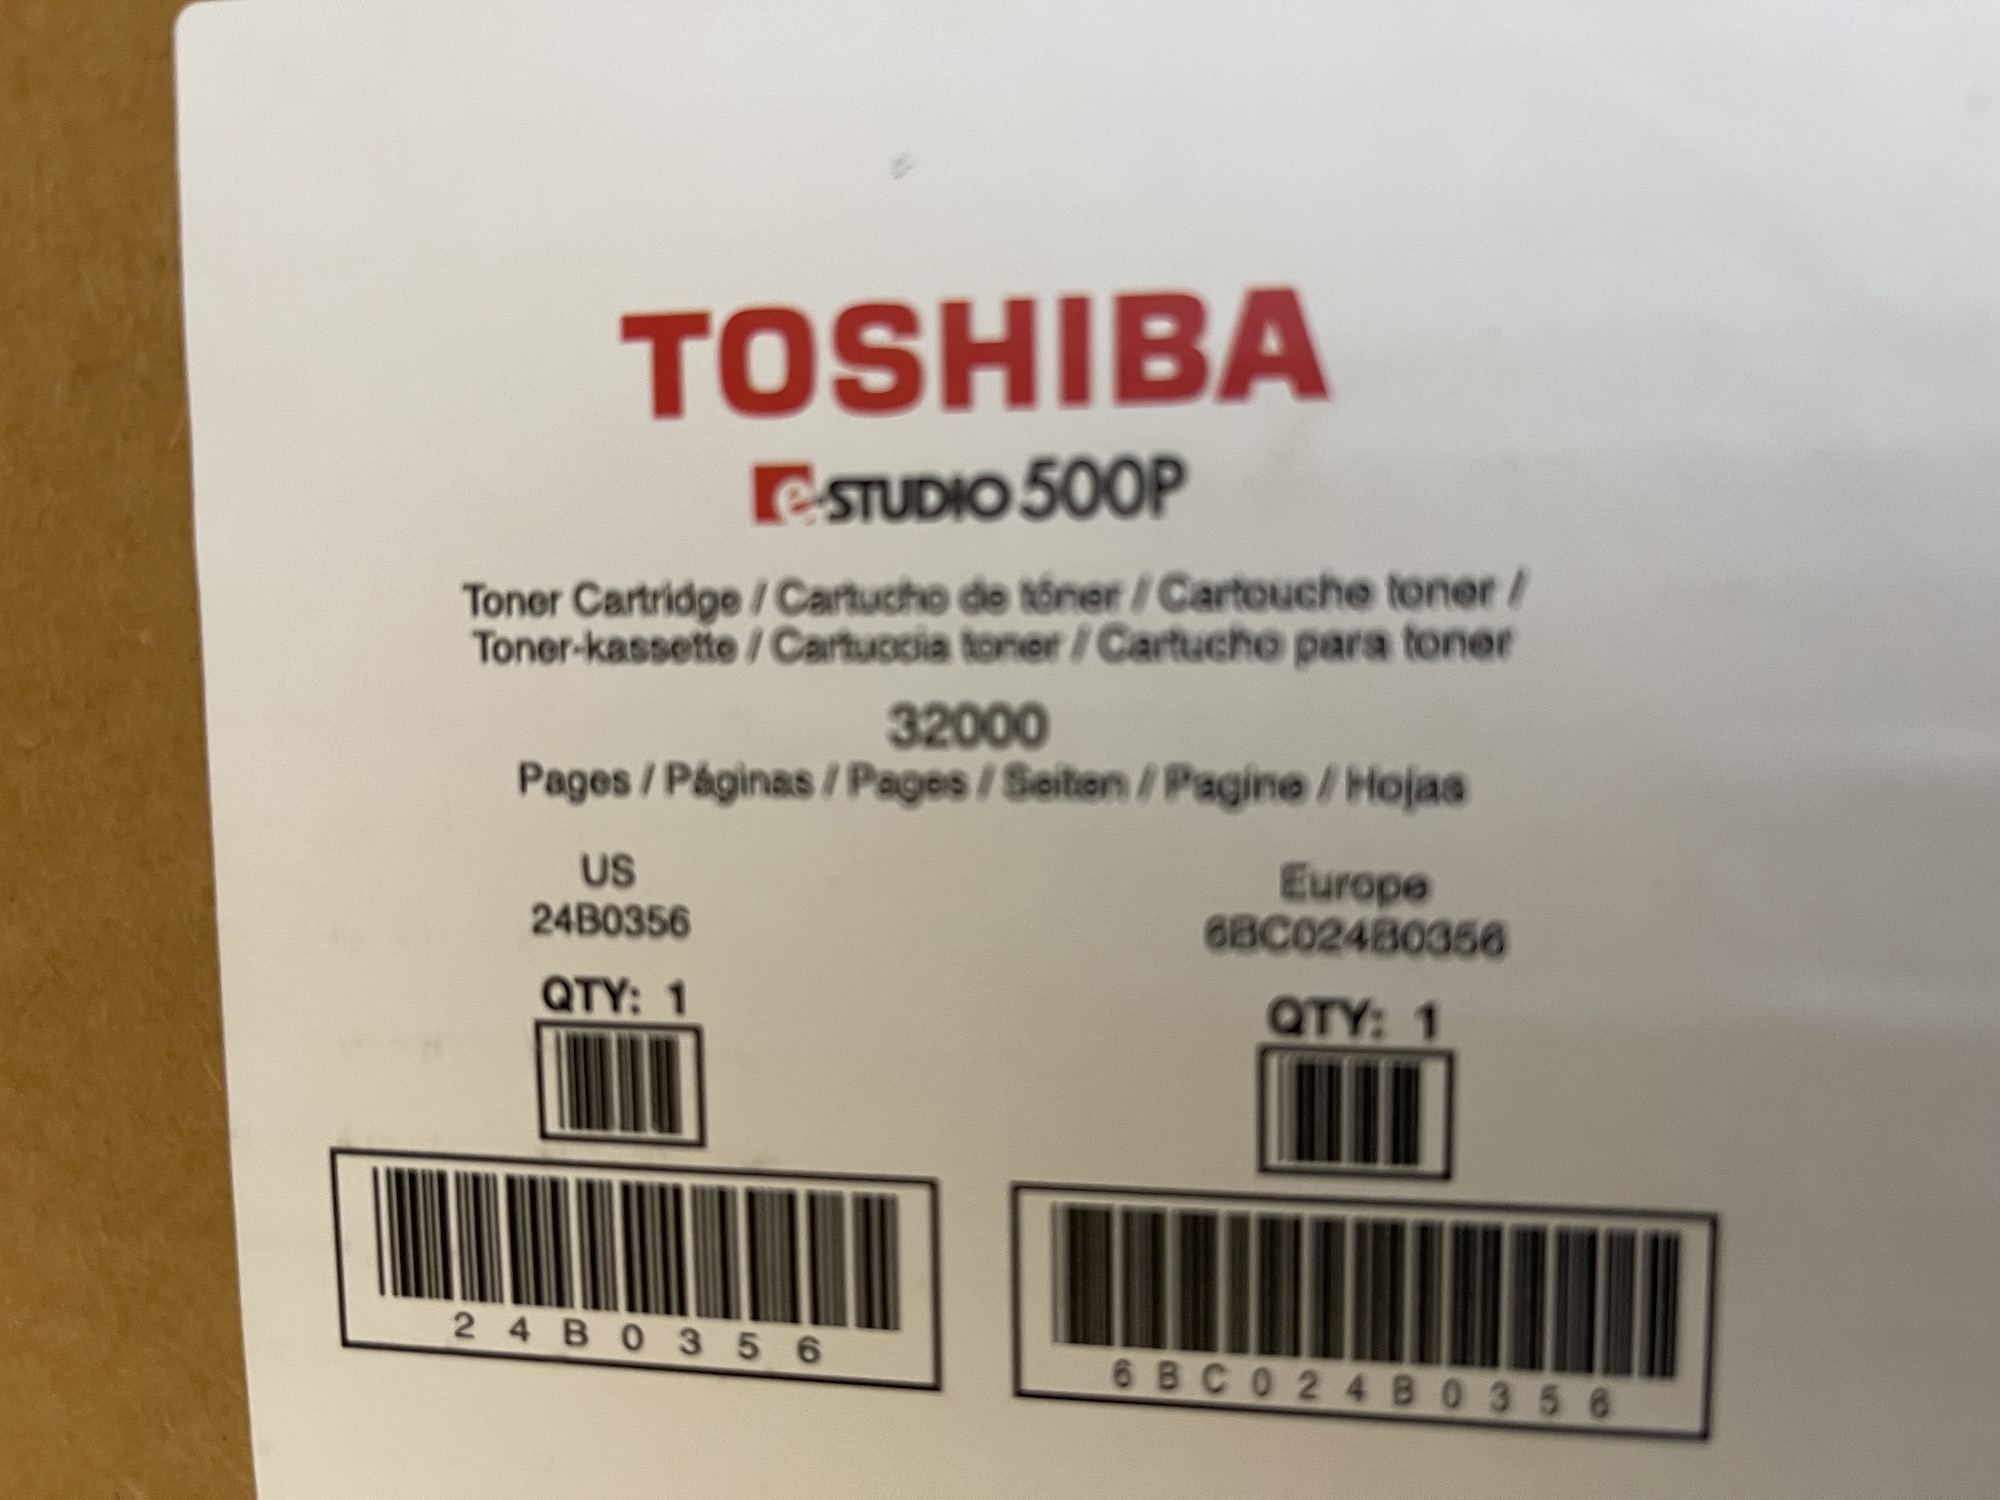 TOSHIBA
e-STUDIO 500P
Toner Cartridge / Cartucho de tóner / Cartouche toner /
Toner-kassette / Cartuccia toner / Cartucho para toner
32000
Pages / Páginas / Pages / Seiten / Pagine / Hojas
US
24B0356
QTY: 1
24B0356
Europe
6BC024B0356
QTY: 1
6BC024B0356